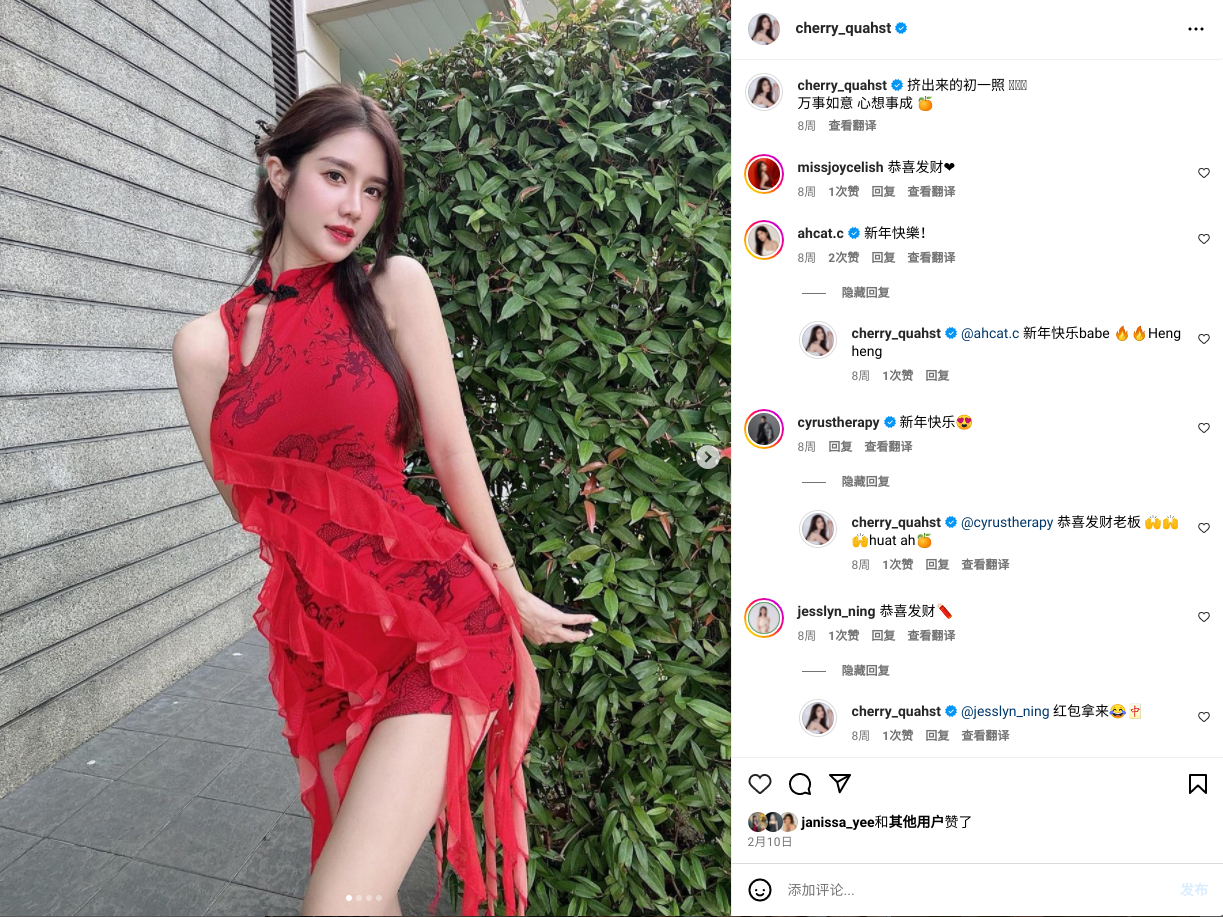 cherry_quahst
cherry_quahst 挤出来的初一照
万事如意 心想事成 🍊
8周 查看翻译
missjoycelish 恭喜发财❤
8周 1次赞 回复 查看翻译
ahcat.c 新年快樂！
8周 2次赞 回复 查看翻译
隐藏回复
cherry_quahst @ahcat.c 新年快乐babe 🔥🔥Heng
heng
8周 1次赞 回复
cyrustherapy 新年快乐😍
8周 回复 查看翻译
隐藏回复
cherry_quahst @cyrustherapy 恭喜发财老板 🙌🙌
🙌huat ah🍊
8周 1次赞 回复 查看翻译
jesslyn_ning 恭喜发财🧧
8周 1次赞 回复 查看翻译
隐藏回复
cherry_quahst @jesslyn_ning 红包拿来😂🀄
8周 1次赞 回复 查看翻译
janissa_yee和其他用户赞了
2月10日
添加评论...
发布